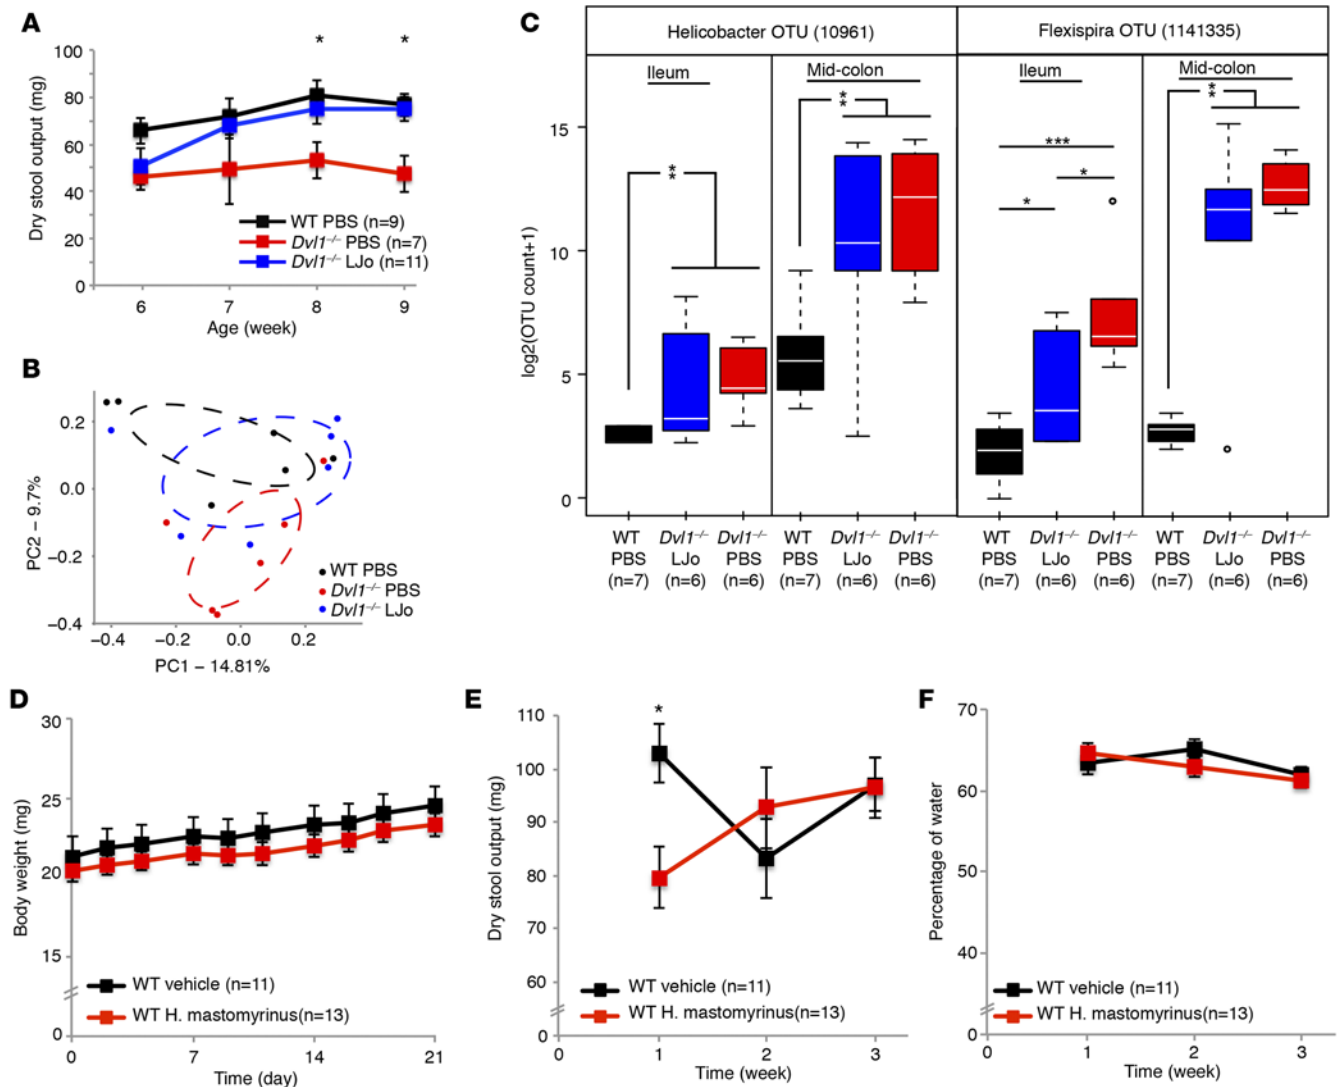 A
100
80
60
40
20
0
Dry stool output (mg)
* *
WT PBS (n=9)
Dvl1–/– PBS (n=7)
Dvl1–/– LJo (n=11)
6 7 8 9
Age (week)
B
0.2
0.0
−0.2
−0.4
PC2 – 9.7%
WT PBS
Dvl1–/– PBS
Dvl1–/– LJo
−0.4 −0.2 0.0 0.2
PC1 – 14.81%
C
Helicobacter OTU (10961) Flexispira OTU (1141335)
Ileum Mid-colon Ileum Mid-colon
** ** *** * * **
15
10
5
0
log2(OTU count+1)
WT Dvl1–/– Dvl1–/– WT Dvl1–/– Dvl1–/– WT Dvl1–/– Dvl1–/– WT Dvl1–/– Dvl1–/–
PBS LJo PBS PBS LJo PBS PBS LJo PBS PBS LJo PBS
(n=7) (n=6) (n=6) (n=7) (n=6) (n=6) (n=7) (n=6) (n=6) (n=7) (n=6) (n=6)
D
30
25
20
15
0
Body weight (mg)
WT vehicle (n=11)
WT H. mastomyrinus(n=13)
0 7 14 21
Time (day)
E
110
100
90
80
70
60
0
Dry stool output (mg)
*
WT vehicle (n=11)
WT H. mastomyrinus(n=13)
0 1 2 3
Time (week)
F
70
60
50
40
0
Percentage of water
WT vehicle (n=11)
WT H. mastomyrinus(n=13)
0 1 2 3
Time (week)